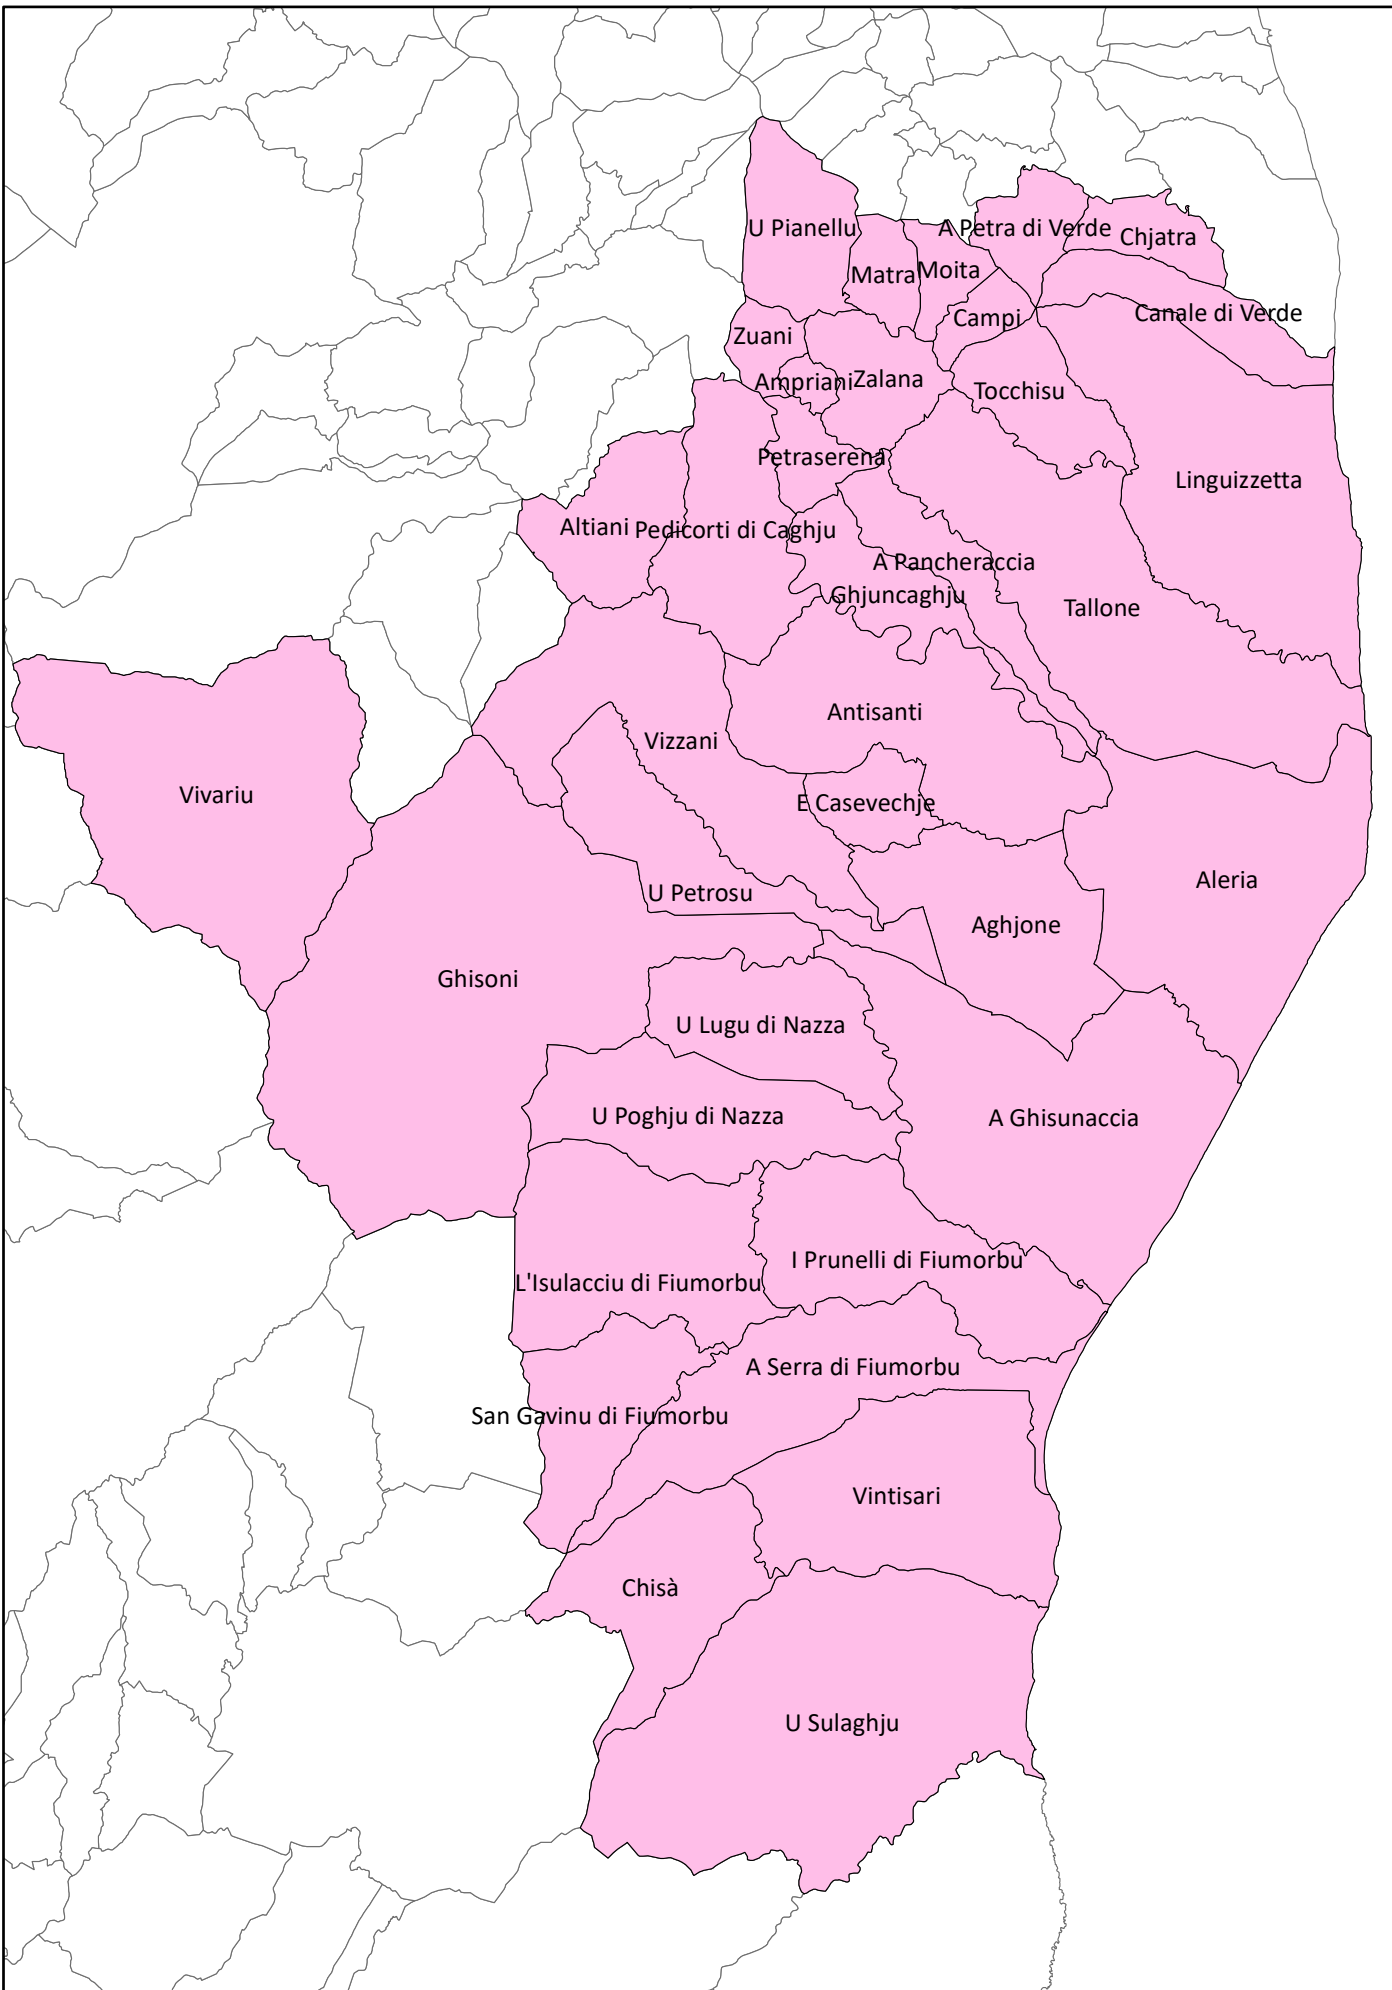 U Pianellu
A Petra di Verde
Chjatra
Matra
Moita
Canale di Verde
Campi
Zuani
Ampriani
Zalana
Tocchisu
Petraserena
Linguizzetta
Altiani
Pedicorti di Caghju
A Pancheraccia
Ghjuncaghju
Tallone
Antisanti
Vizzani
Vivariu
E Casevechje
Aleria
U Petrosu
Aghjone
Ghisoni
U Lugu di Nazza
U Poghju di Nazza
A Ghisunaccia
I Prunelli di Fiumorbu
L'Isulacciu di Fiumorbu
A Serra di Fiumorbu
San Gavinu di Fiumorbu
Vintisari
Chisà
U Sulaghju